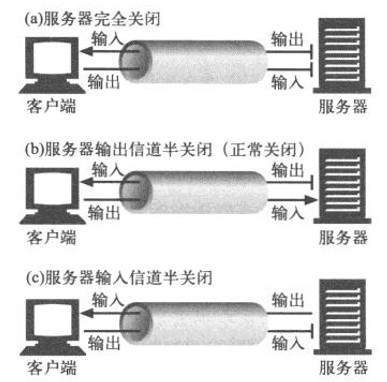 (a)服务器完全关闭
输入 输出
输出 输入
客户端 服务器
(b)服务器输出信道半关闭（正常关闭）
输入 输出
输出 输入
客户端 服务器
(c)服务器输入信道半关闭
输入 输出
输出 输入
客户端 服务器